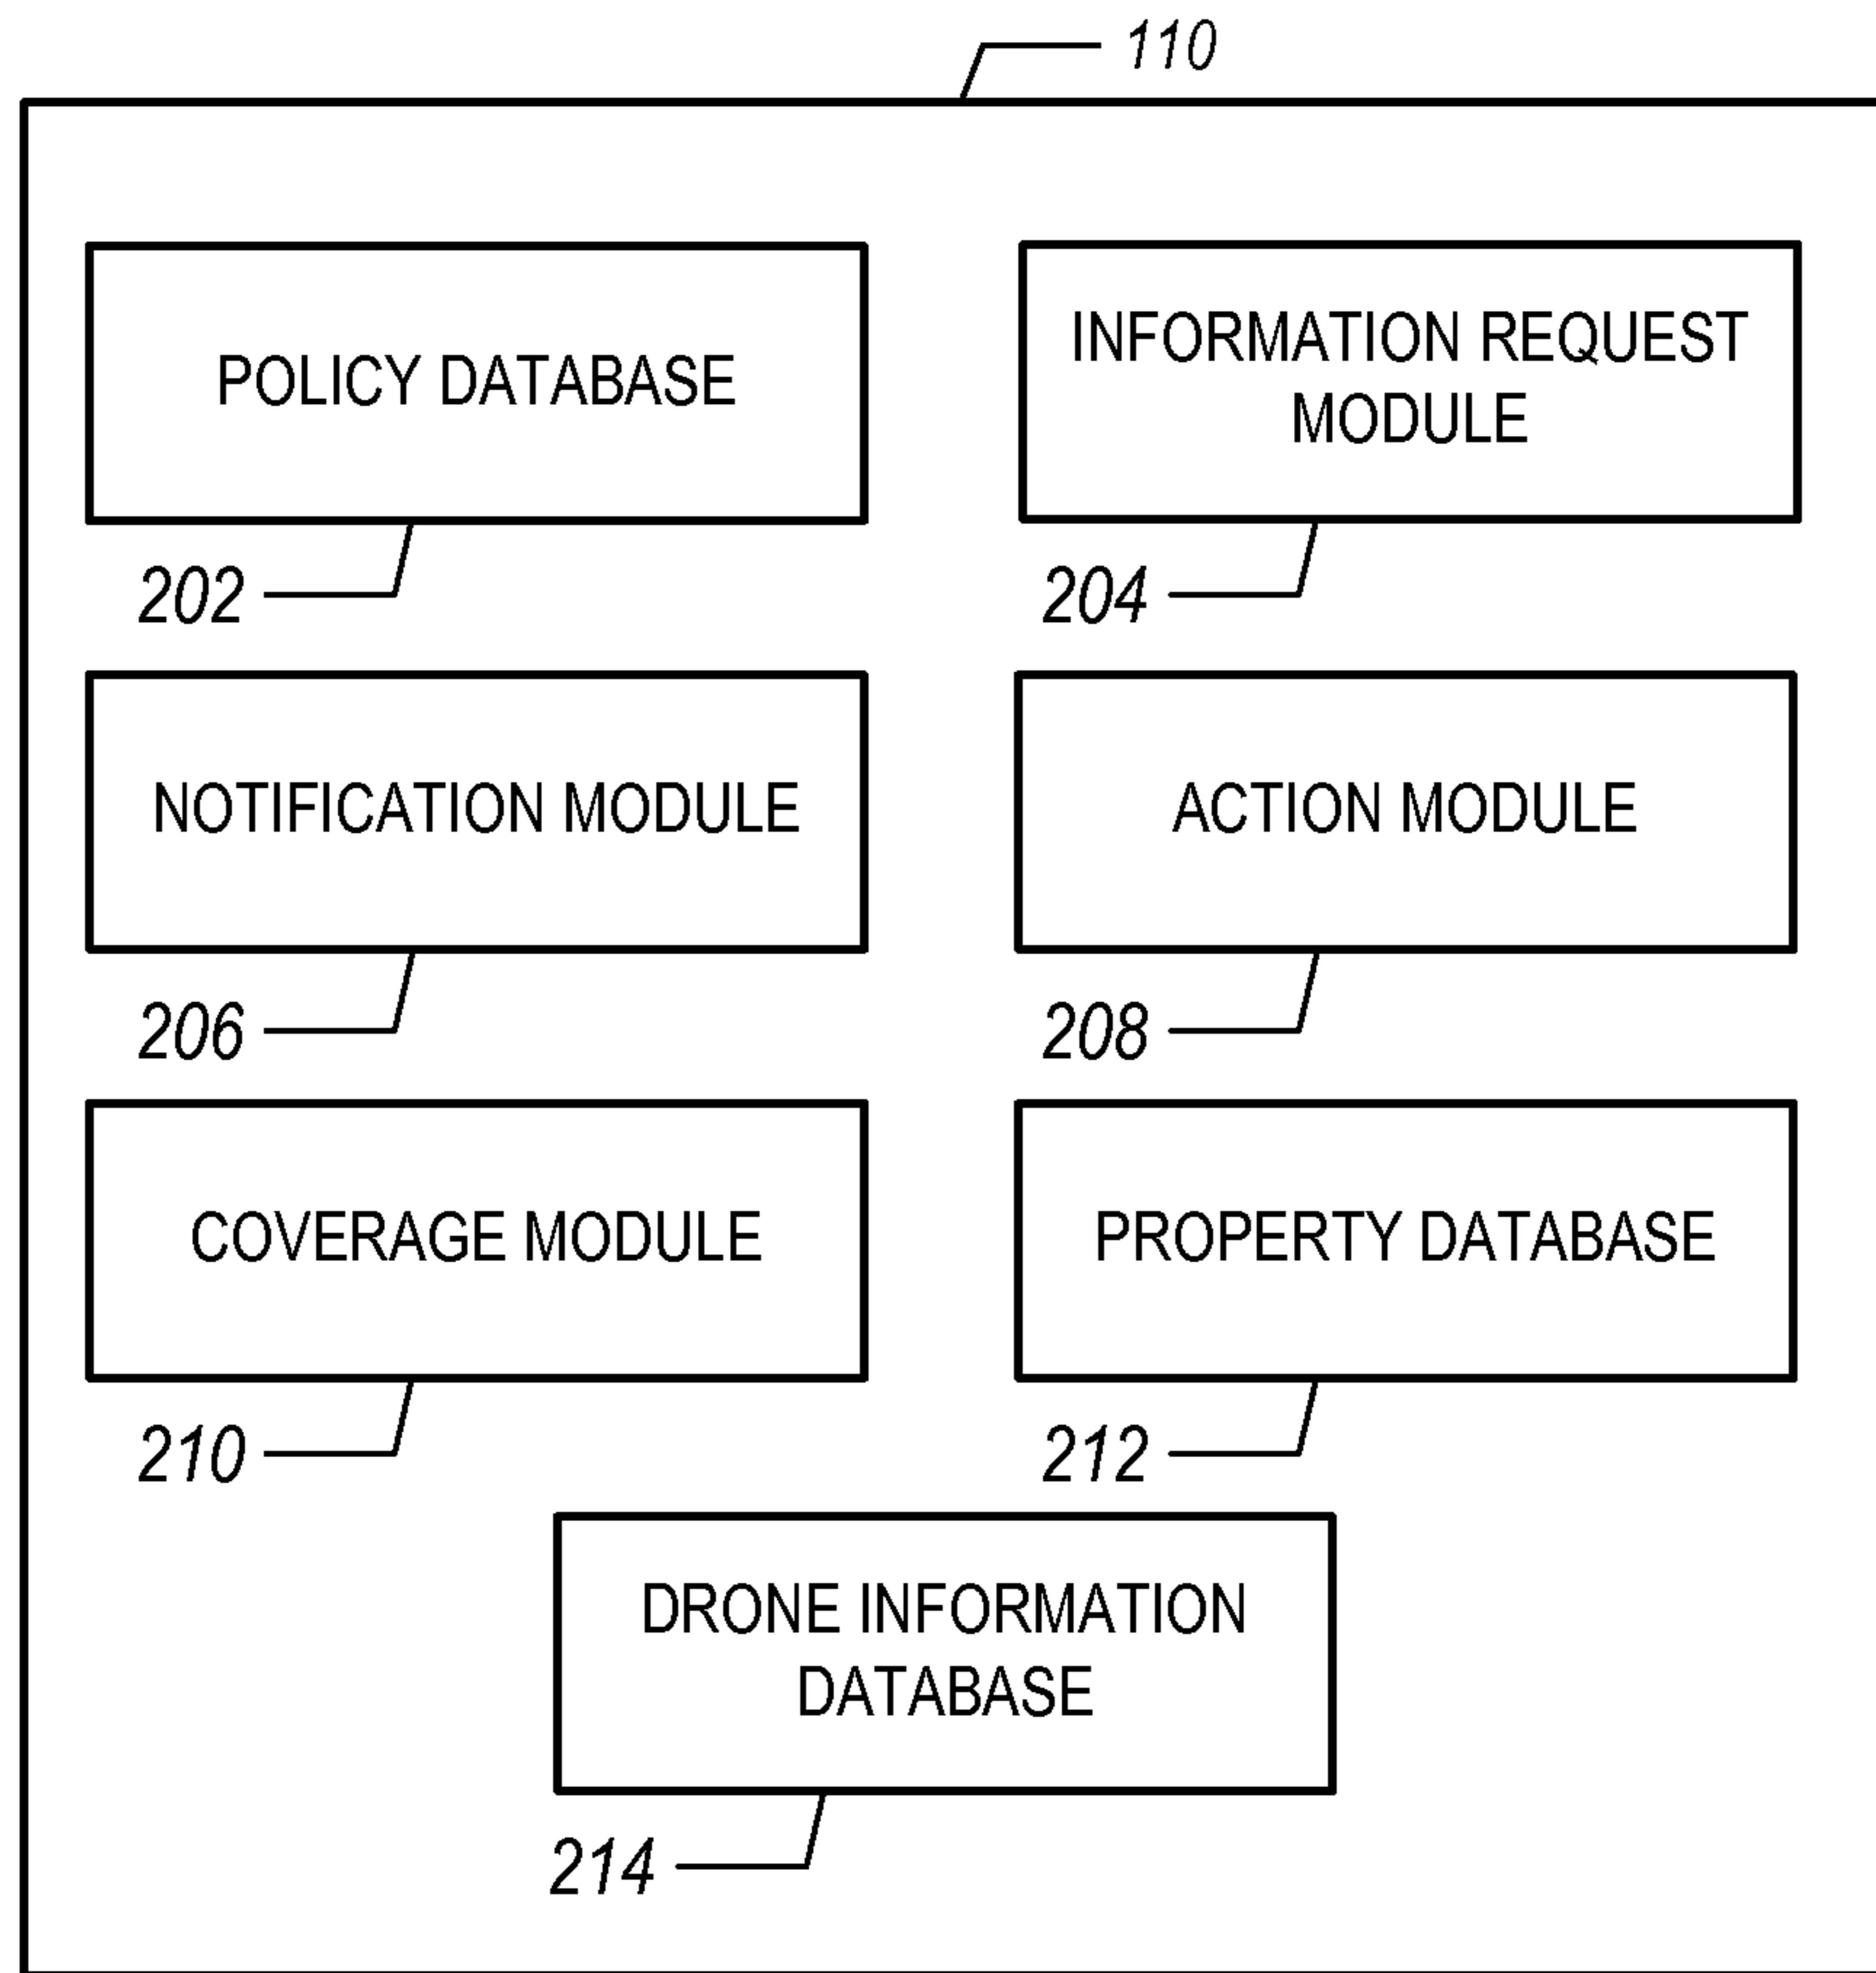 110
POLICY DATABASE
INFORMATION REQUEST
MODULE
202
204
NOTIFICATION MODULE
ACTION MODULE
206
208
COVERAGE MODULE
PROPERTY DATABASE
210
212
DRONE INFORMATION
DATABASE
214